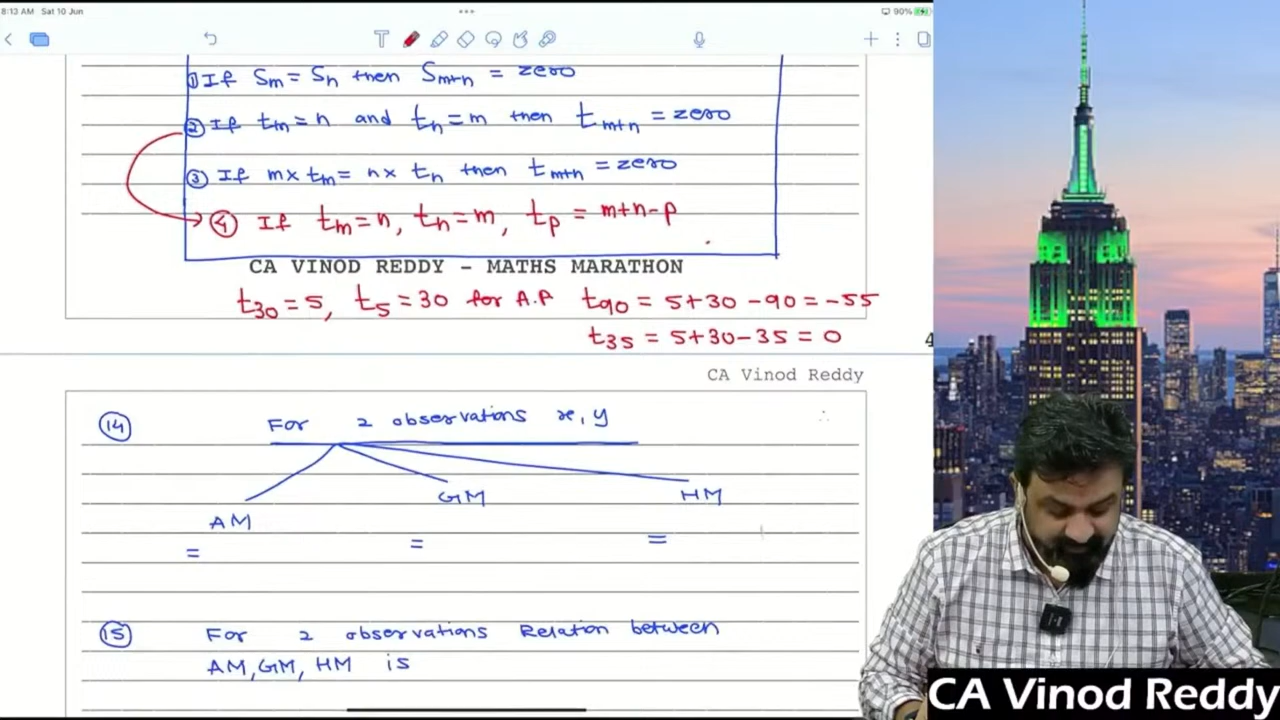 8:13 AM Sat 10 Jun
90%
① If Sm = Sn then Sm+n = zero
② If tm = n and tn = m then tm+n = zero
③ If m× tm = n× tn then tm+n = zero
④ If tm = n, tn = m, tp = m+n-p
CA VINOD REDDY - MATHS MARATHON
t30 = 5, t5 = 30 for A.P t90 = 5+30-90 = -55
t35 = 5+30-35 = 0
4
CA Vinod Reddy
⑭ For 2 observations x, y
AM GM HM
= = =
⑮ For 2 observations Relation between
AM, GM, HM is
CA Vinod Reddy